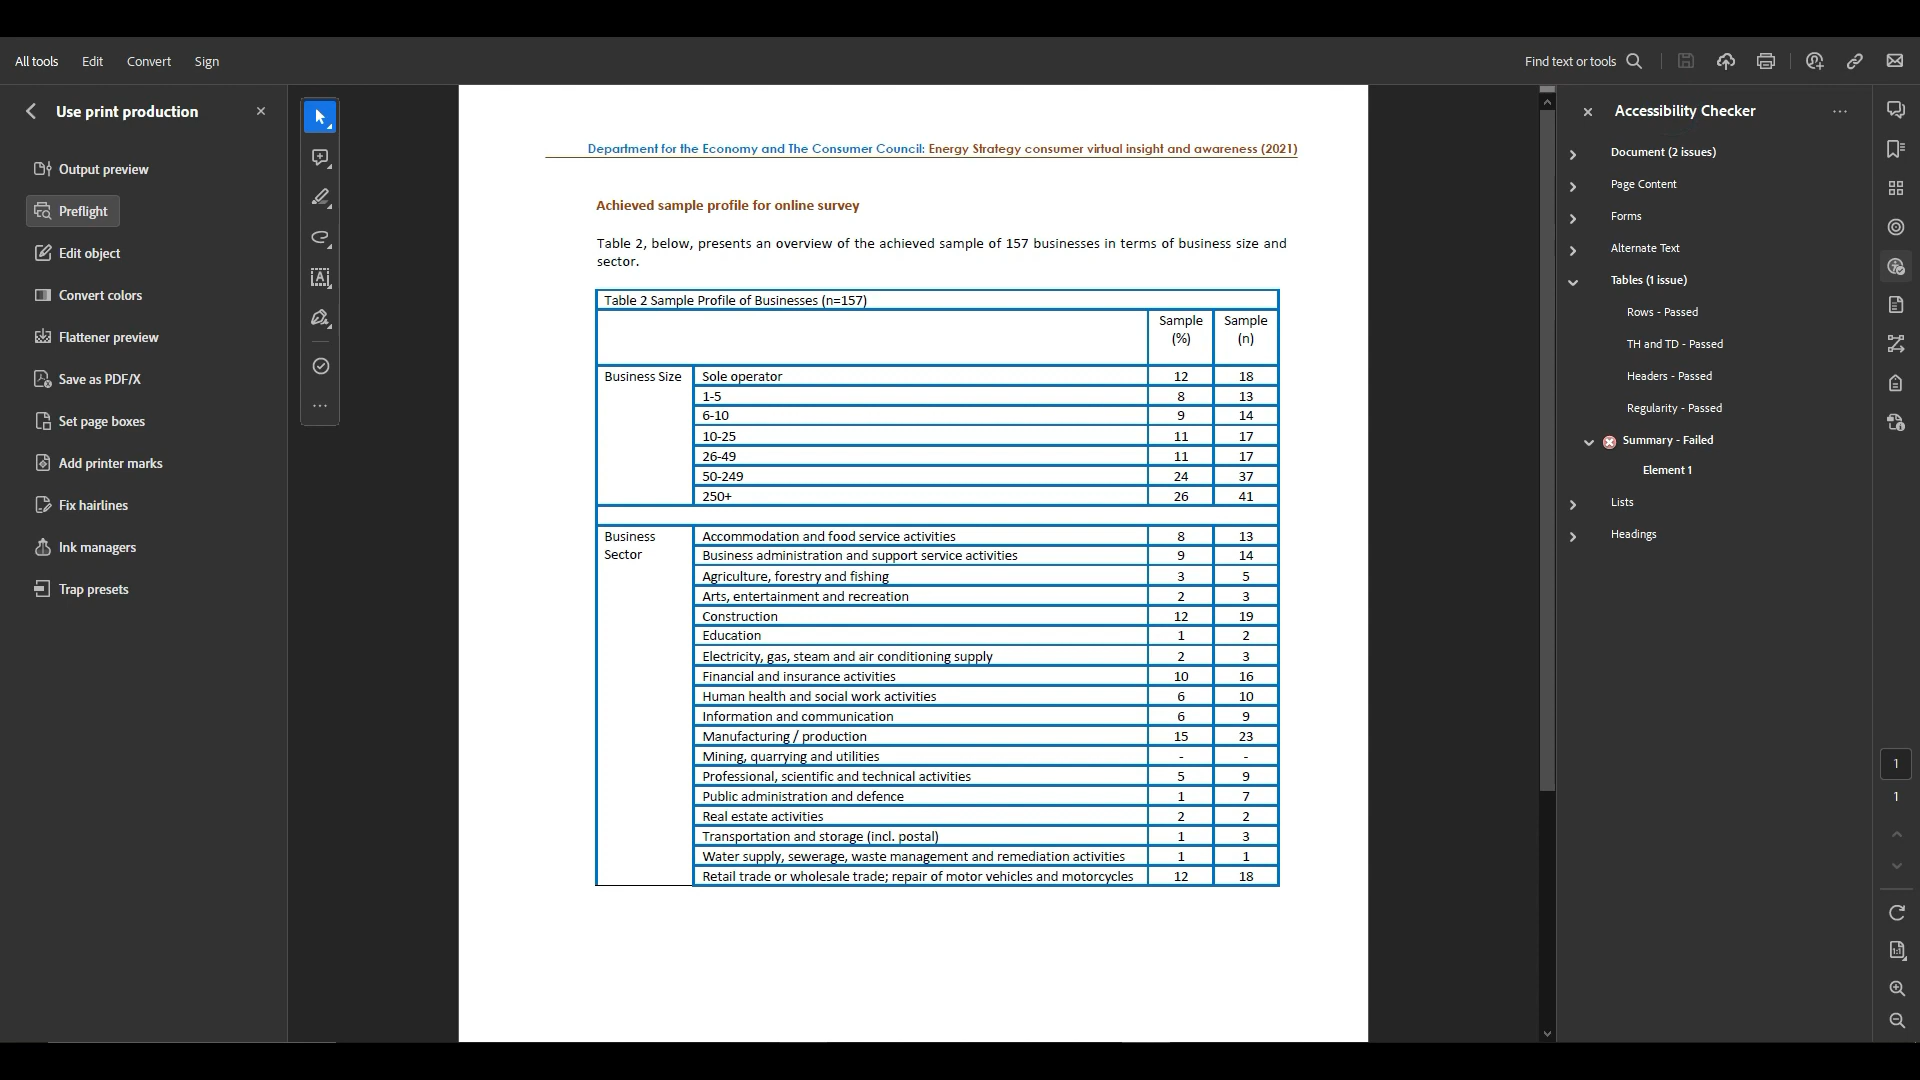 All tools Edit Convert Sign
Find text or tools
Use print production
Output preview
Preflight
Edit object
Convert colors
Flattener preview
Save as PDF/X
Set page boxes
Add printer marks
Fix hairlines
Ink managers
Trap presets
Department for the Economy and The Consumer Council: Energy Strategy consumer virtual insight and awareness (2021)
Achieved sample profile for online survey
Table 2, below, presents an overview of the achieved sample of 157 businesses in terms of business size and
sector.
Table 2 Sample Profile of Businesses (n=157)
Sample Sample
(%) (n)
Business Size Sole operator 12 18
1-5 8 13
6-10 9 14
10-25 11 17
26-49 11 17
50-249 24 37
250+ 26 41
Business Accommodation and food service activities 8 13
Sector Business administration and support service activities 9 14
Agriculture, forestry and fishing 3 5
Arts, entertainment and recreation 2 3
Construction 12 19
Education 1 2
Electricity, gas, steam and air conditioning supply 2 3
Financial and insurance activities 10 16
Human health and social work activities 6 10
Information and communication 6 9
Manufacturing / production 15 23
Mining, quarrying and utilities - -
Professional, scientific and technical activities 5 9
Public administration and defence 1 7
Real estate activities 2 2
Transportation and storage (incl. postal) 1 3
Water supply, sewerage, waste management and remediation activities 1 1
Retail trade or wholesale trade; repair of motor vehicles and motorcycles 12 18
Accessibility Checker
Document (2 issues)
Page Content
Forms
Alternate Text
Tables (1 issue)
Rows - Passed
TH and TD - Passed
Headers - Passed
Regularity - Passed
Summary - Failed
Element 1
Lists
Headings
1
1